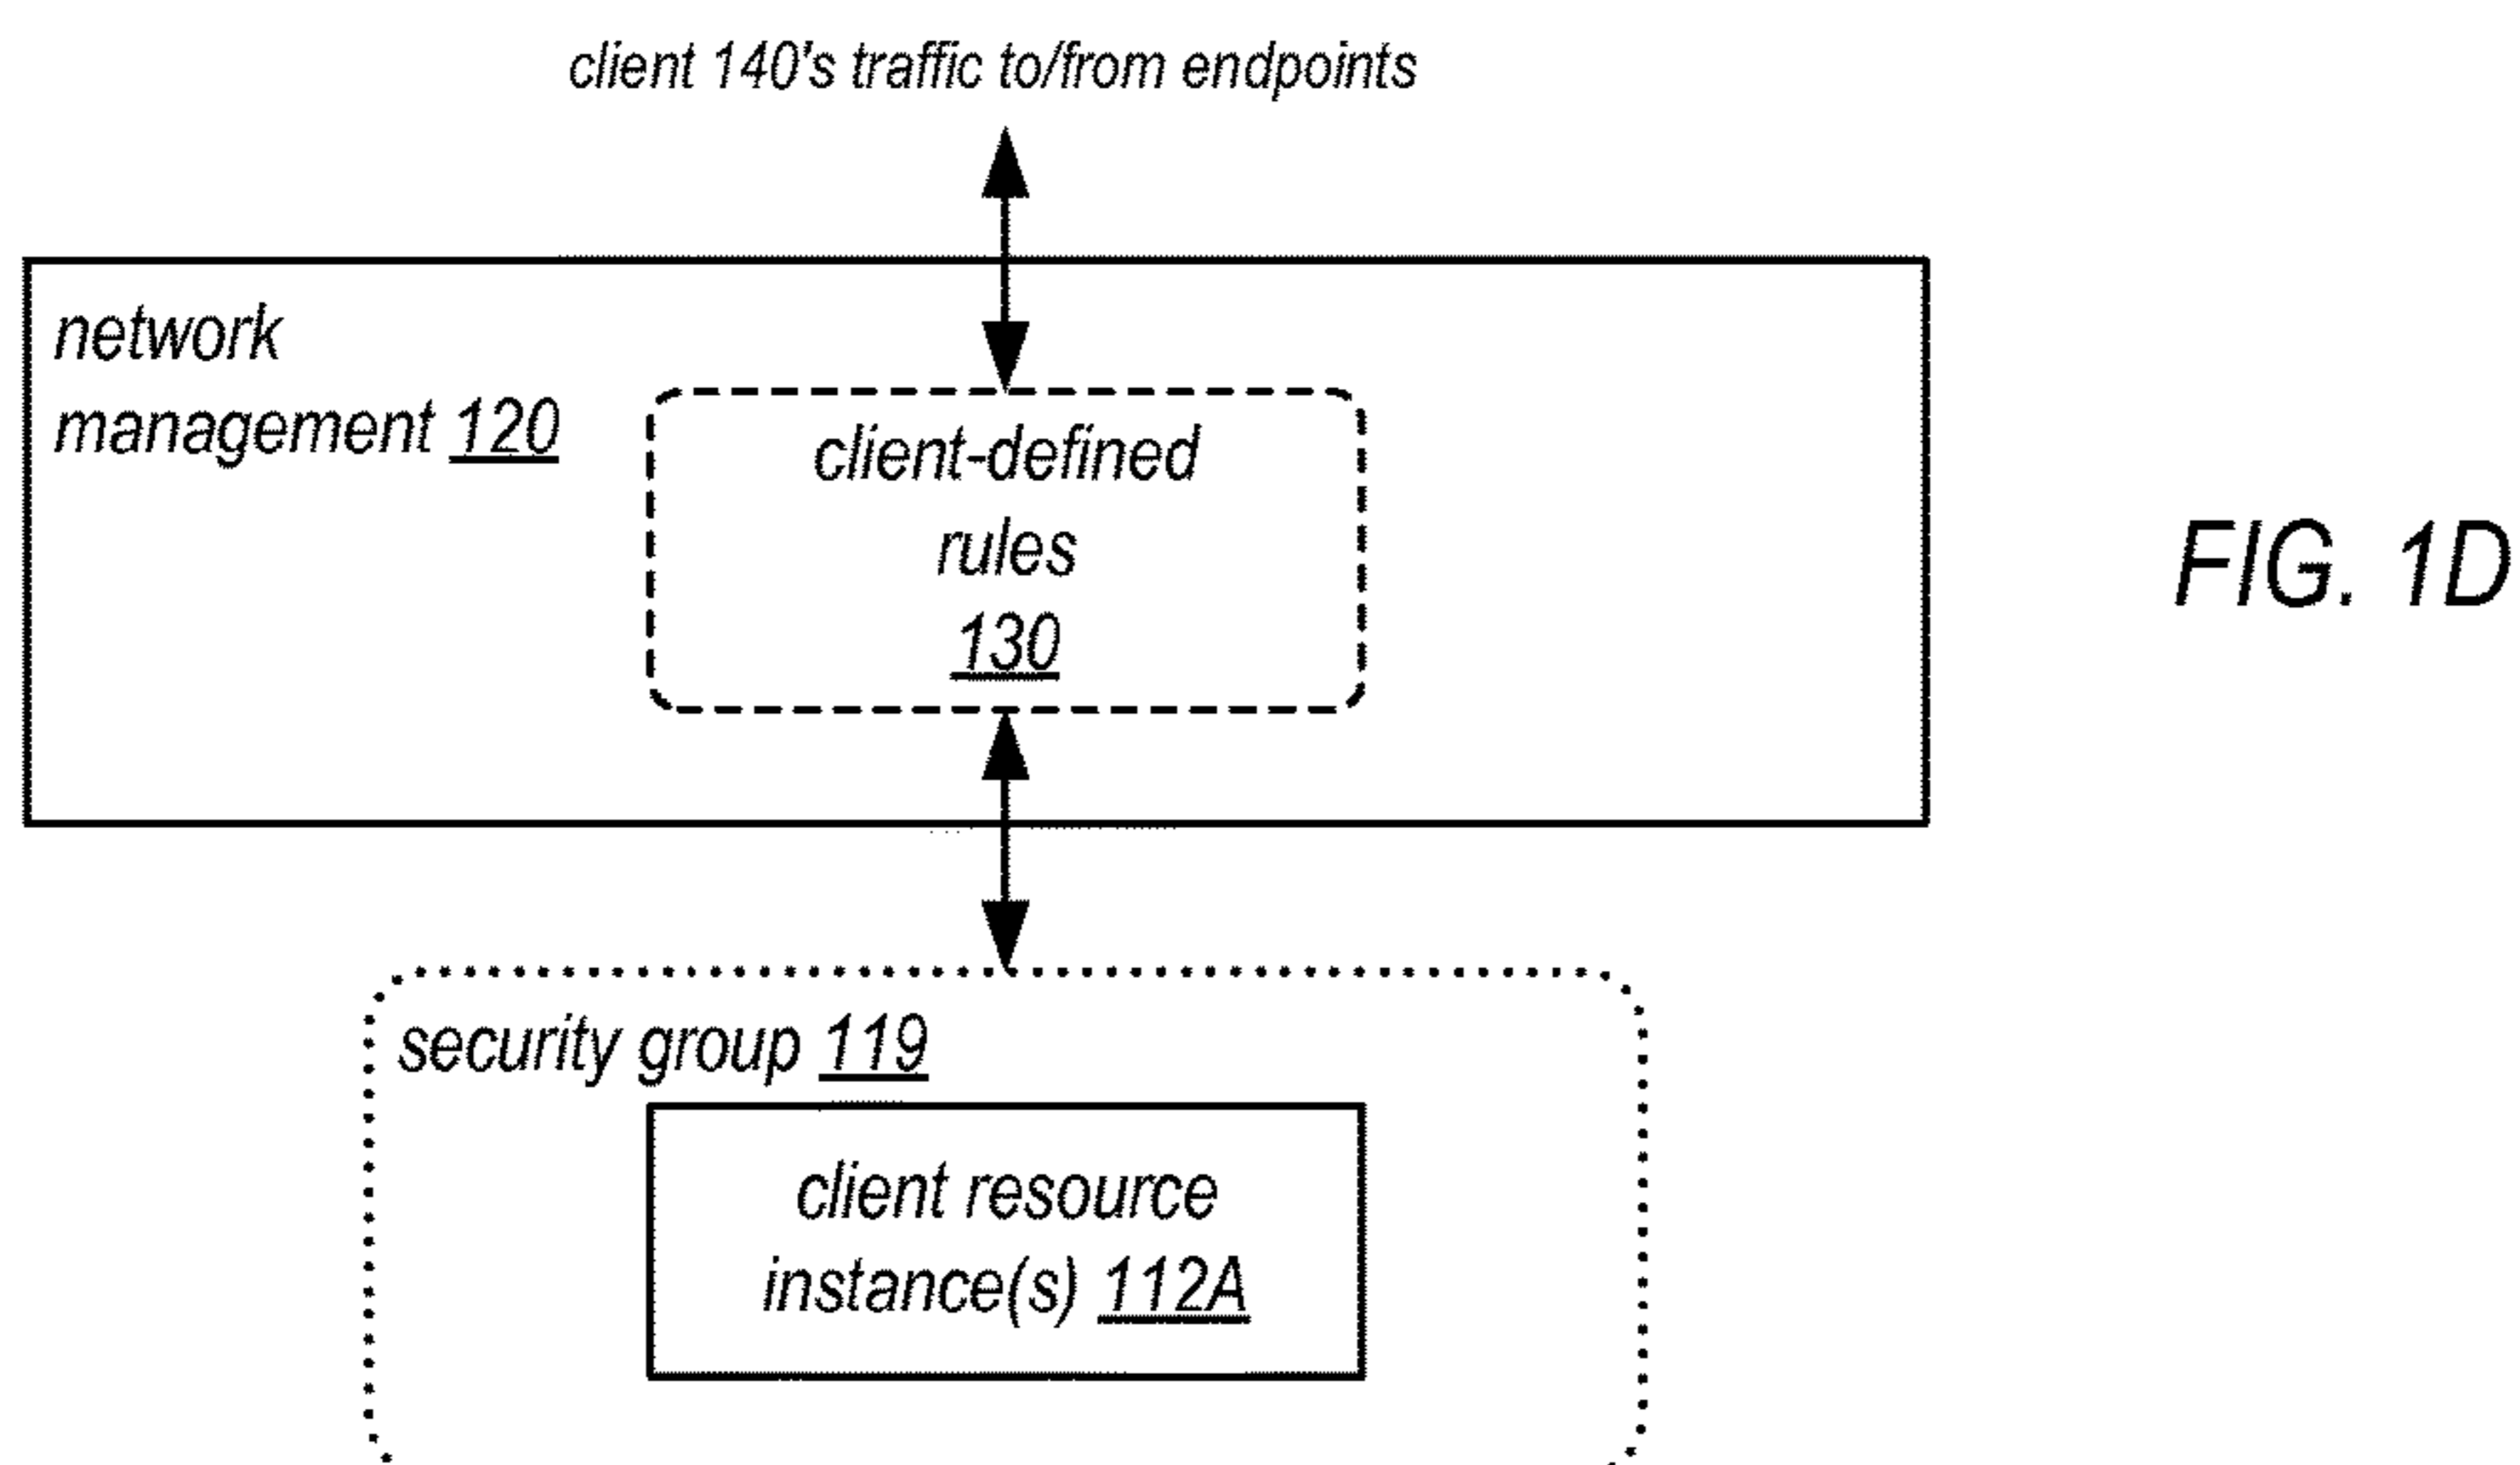 client 140's traffic to/from endpoints
network
management 120
client-defined
rules
130
FIG. 1D
security group 119
client resource
instance(s) 112A